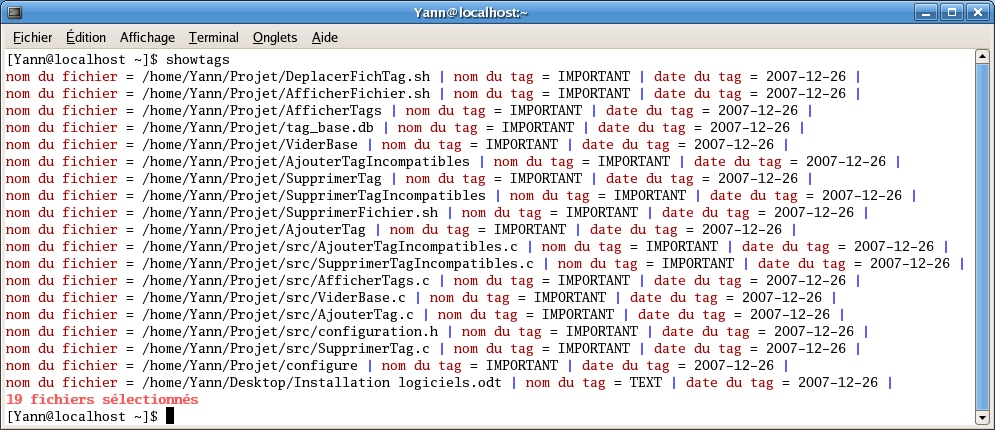 Yann@localhost:~
Fichier Édition Affichage Terminal Onglets Aide
[Yann@localhost ~]$ showtags
nom du fichier = /home/Yann/Projet/DeplacerFichTag.sh | nom du tag = IMPORTANT | date du tag = 2007-12-26 |
nom du fichier = /home/Yann/Projet/AfficherFichier.sh | nom du tag = IMPORTANT | date du tag = 2007-12-26 |
nom du fichier = /home/Yann/Projet/AfficherTags | nom du tag = IMPORTANT | date du tag = 2007-12-26 |
nom du fichier = /home/Yann/Projet/tag_base.db | nom du tag = IMPORTANT | date du tag = 2007-12-26 |
nom du fichier = /home/Yann/Projet/ViderBase | nom du tag = IMPORTANT | date du tag = 2007-12-26 |
nom du fichier = /home/Yann/Projet/AjouterTagIncompatibles | nom du tag = IMPORTANT | date du tag = 2007-12-26 |
nom du fichier = /home/Yann/Projet/SupprimerTag | nom du tag = IMPORTANT | date du tag = 2007-12-26 |
nom du fichier = /home/Yann/Projet/SupprimerTagIncompatibles | nom du tag = IMPORTANT | date du tag = 2007-12-26 |
nom du fichier = /home/Yann/Projet/SupprimerFichier.sh | nom du tag = IMPORTANT | date du tag = 2007-12-26 |
nom du fichier = /home/Yann/Projet/AjouterTag | nom du tag = IMPORTANT | date du tag = 2007-12-26 |
nom du fichier = /home/Yann/Projet/src/AjouterTagIncompatibles.c | nom du tag = IMPORTANT | date du tag = 2007-12-26 |
nom du fichier = /home/Yann/Projet/src/SupprimerTagIncompatibles.c | nom du tag = IMPORTANT | date du tag = 2007-12-26 |
nom du fichier = /home/Yann/Projet/src/AfficherTags.c | nom du tag = IMPORTANT | date du tag = 2007-12-26 |
nom du fichier = /home/Yann/Projet/src/ViderBase.c | nom du tag = IMPORTANT | date du tag = 2007-12-26 |
nom du fichier = /home/Yann/Projet/src/AjouterTag.c | nom du tag = IMPORTANT | date du tag = 2007-12-26 |
nom du fichier = /home/Yann/Projet/src/configuration.h | nom du tag = IMPORTANT | date du tag = 2007-12-26 |
nom du fichier = /home/Yann/Projet/src/SupprimerTag.c | nom du tag = IMPORTANT | date du tag = 2007-12-26 |
nom du fichier = /home/Yann/Projet/configure | nom du tag = IMPORTANT | date du tag = 2007-12-26 |
nom du fichier = /home/Yann/Desktop/Installation logiciels.odt | nom du tag = TEXT | date du tag = 2007-12-26 |
19 fichiers sélectionnés
[Yann@localhost ~]$